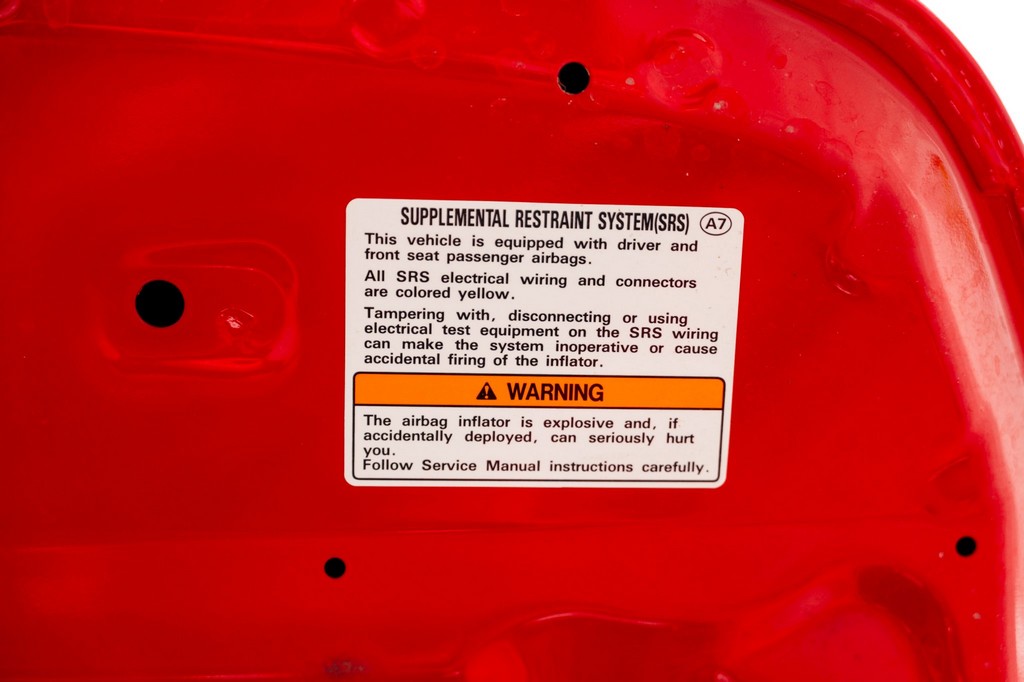 SUPPLEMENTAL RESTRAINT SYSTEM(SRS) A7
This vehicle is equipped with driver and
front seat passenger airbags.
All SRS electrical wiring and connectors
are colored yellow.
Tampering with, disconnecting or using
electrical test equipment on the SRS wiring
can make the system inoperative or cause
accidental firing of the inflator.
WARNING
The airbag inflator is explosive and, if
accidentally deployed, can seriously hurt
you.
Follow Service Manual instructions carefully.